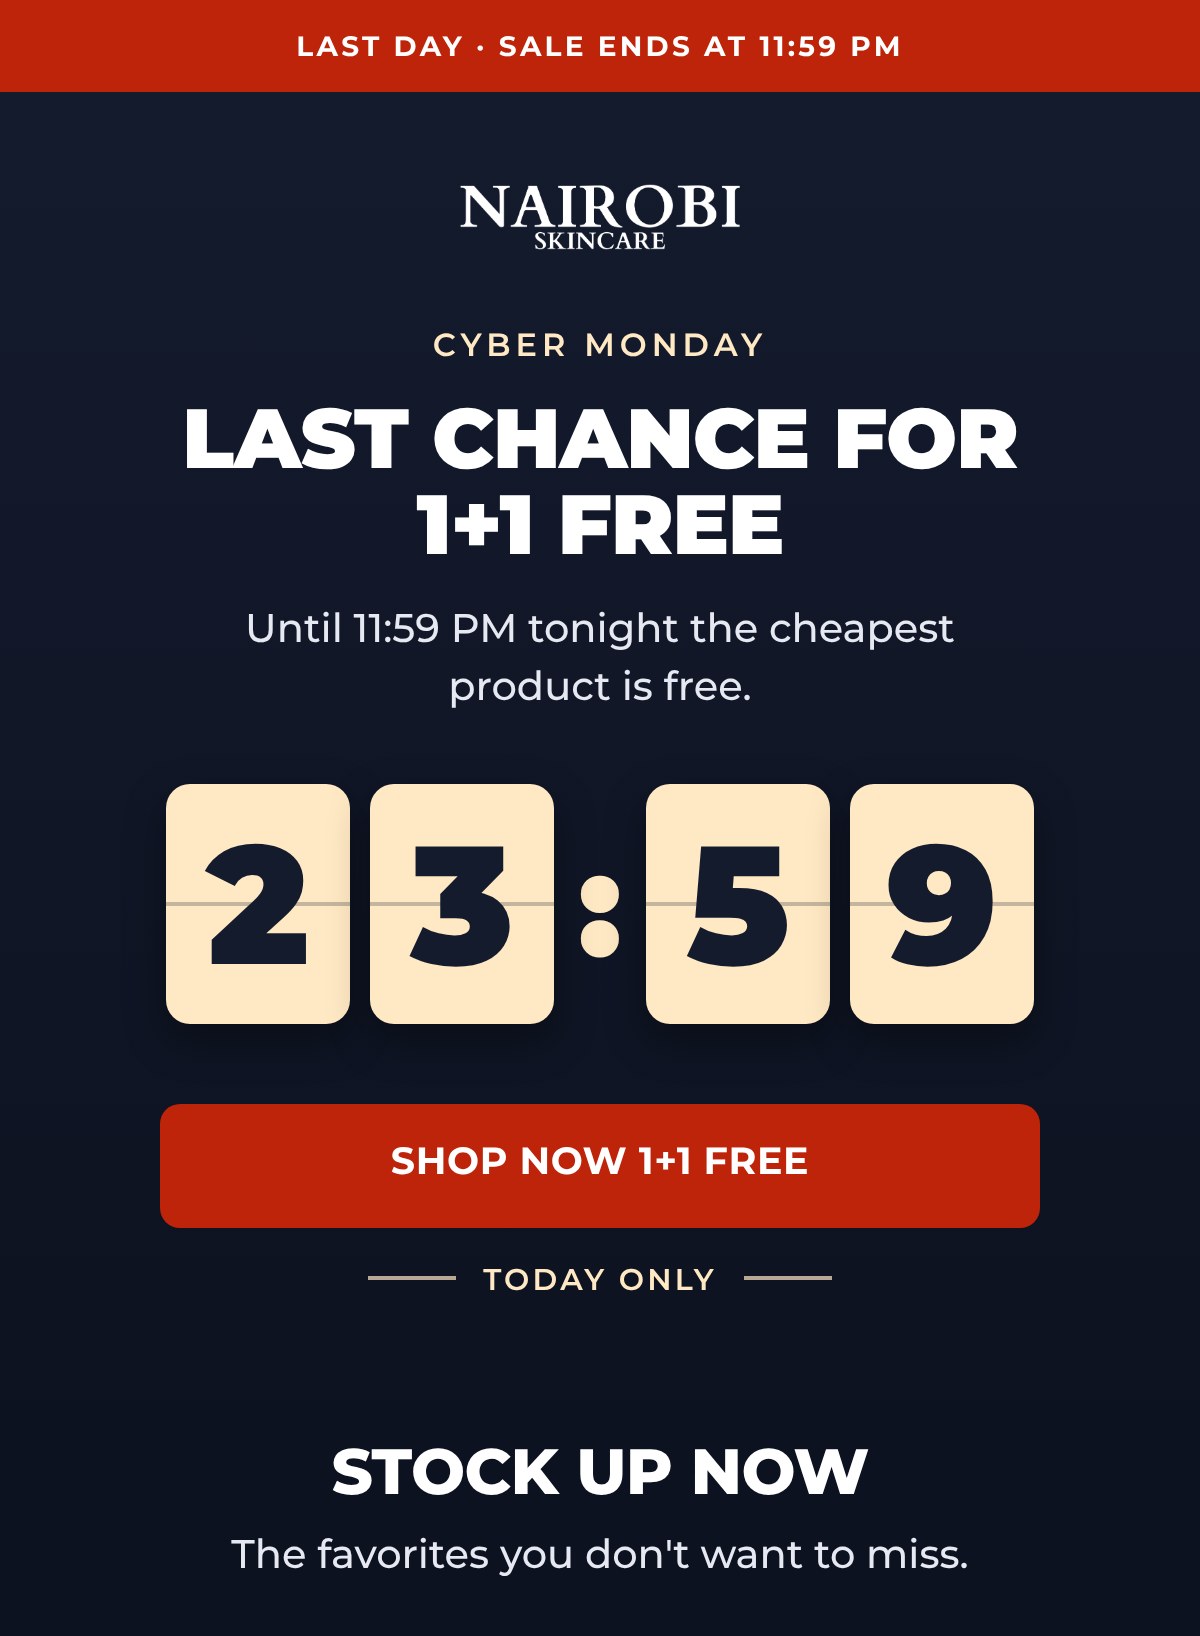 LAST DAY · SALE ENDS AT 11:59 PM
NAIROBI
SKINCARE
CYBER MONDAY
LAST CHANCE FOR
1+1 FREE
Until 11:59 PM tonight the cheapest
product is free.
23:59
SHOP NOW 1+1 FREE
TODAY ONLY
STOCK UP NOW
The favorites you don't want to miss.